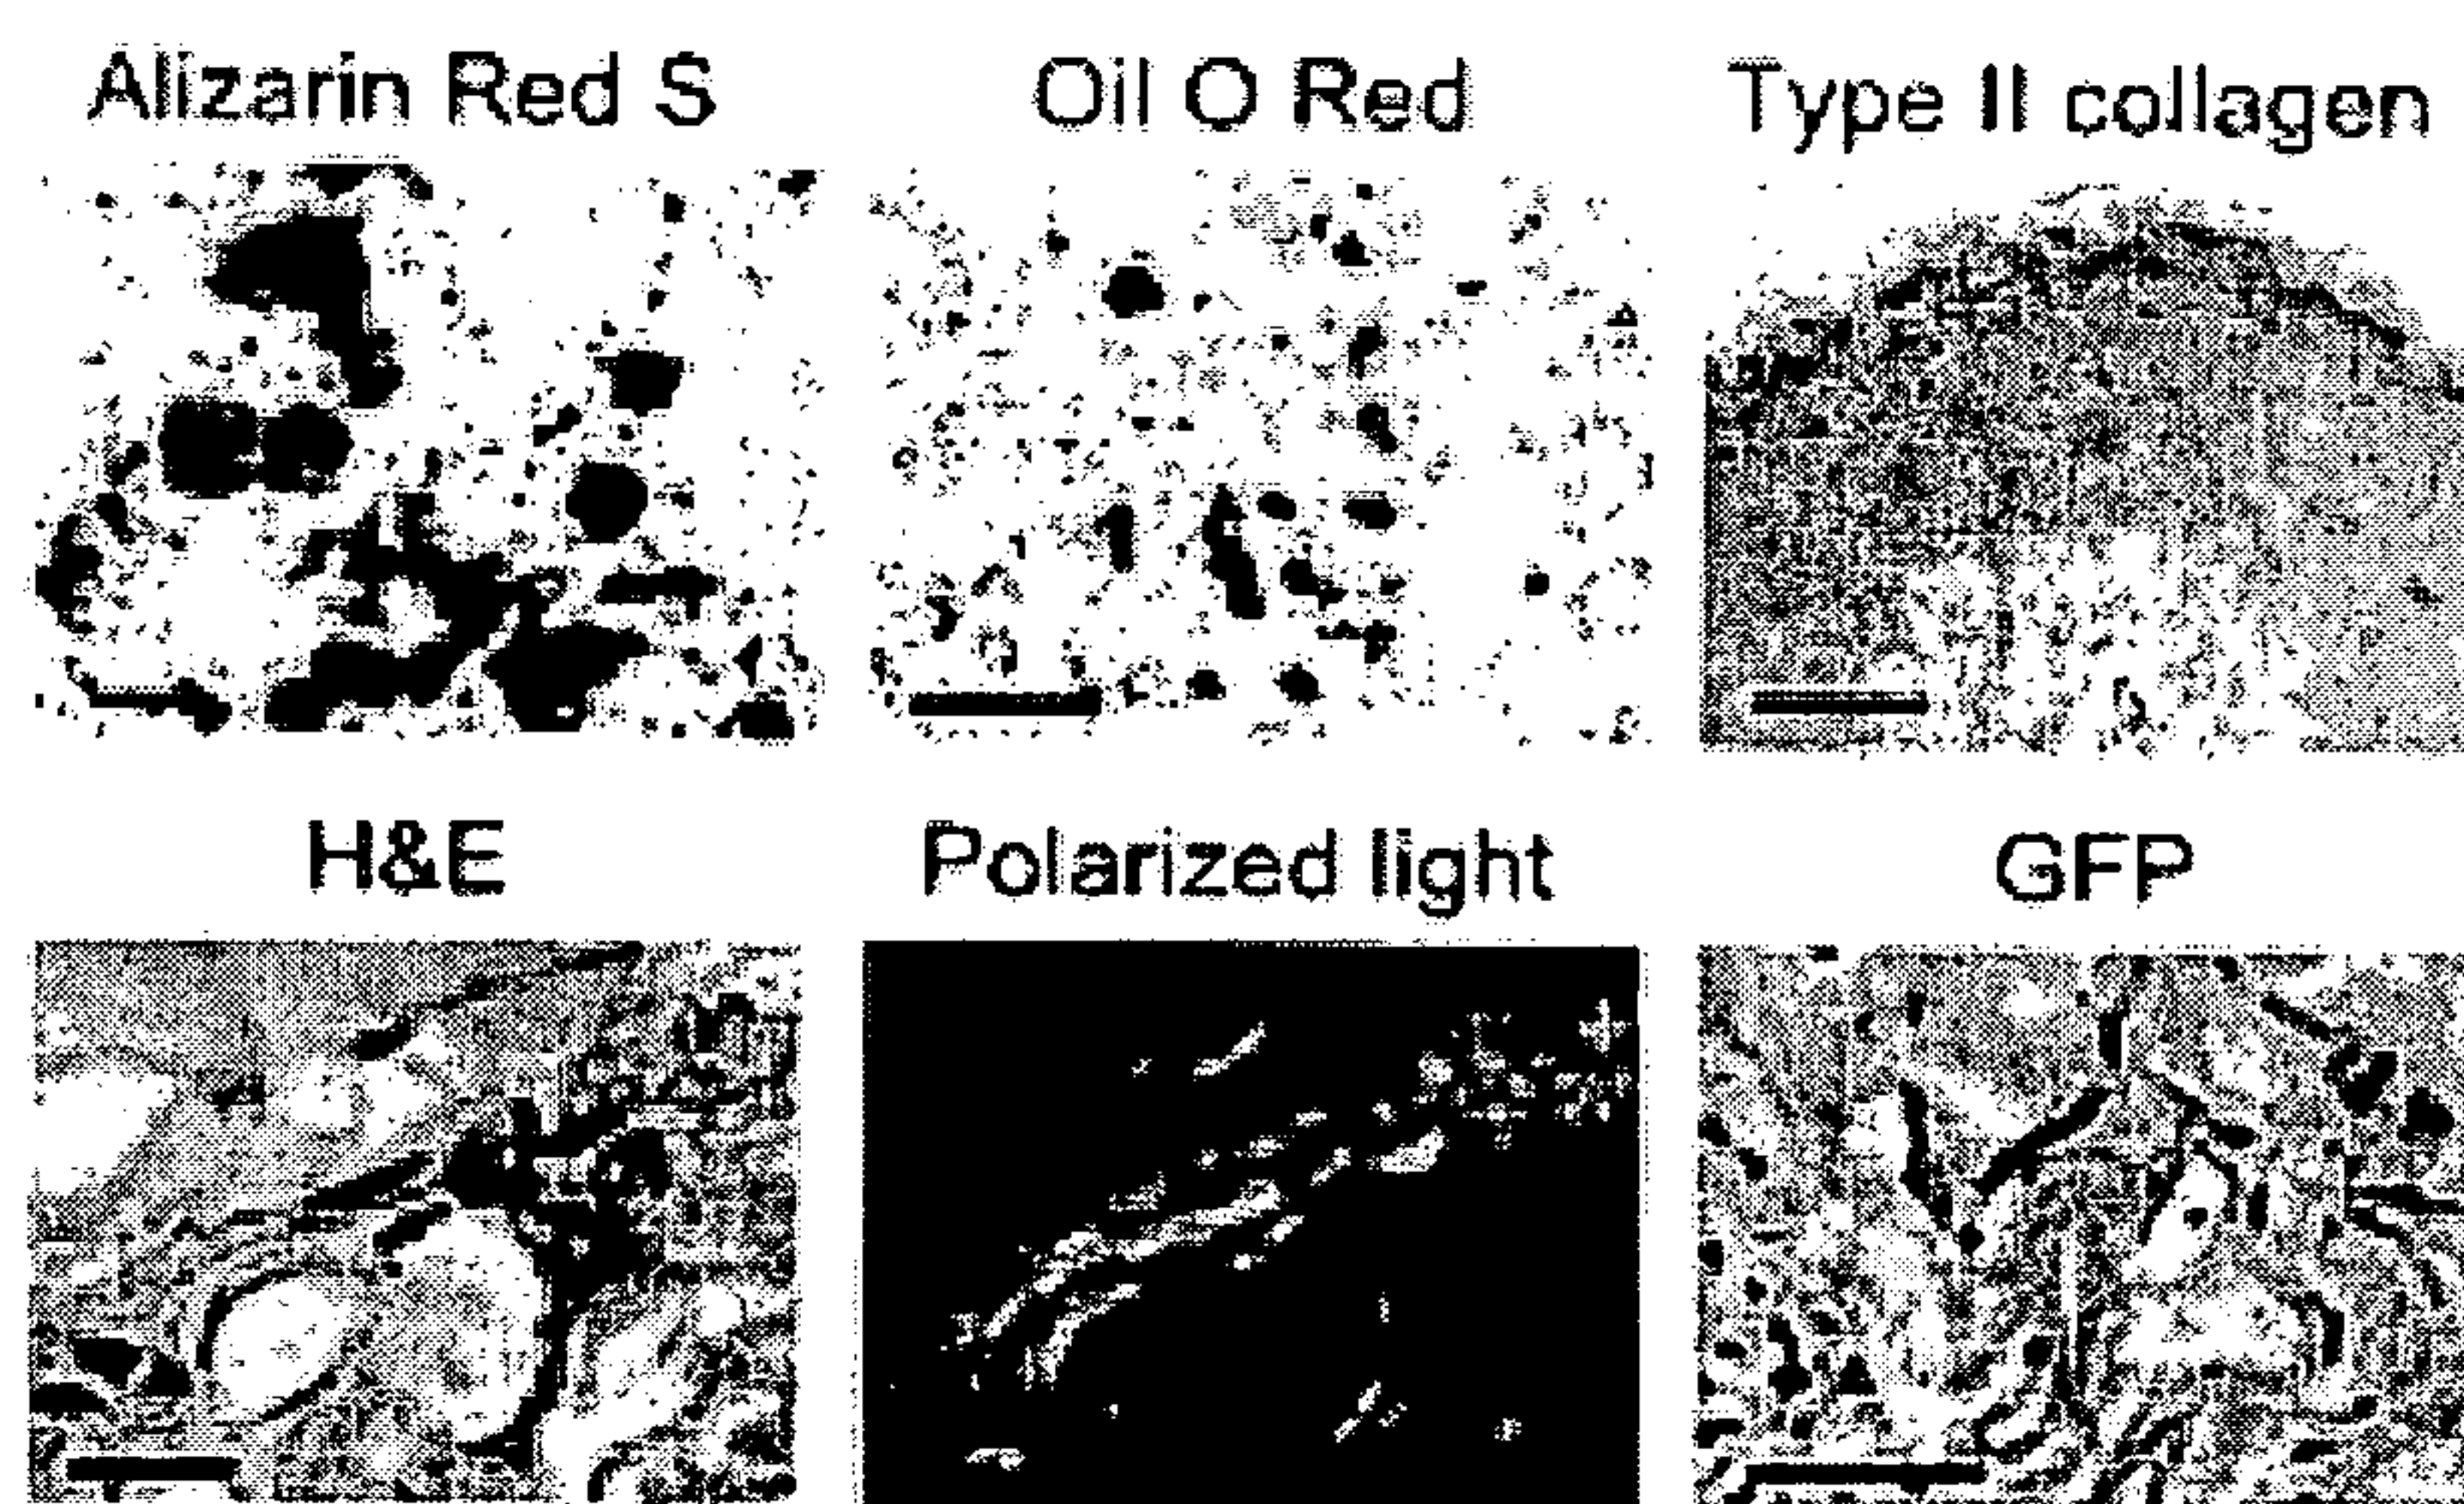 Alizarin Red S
Oil O Red
Type II collagen
H&E
Polarized light
GFP